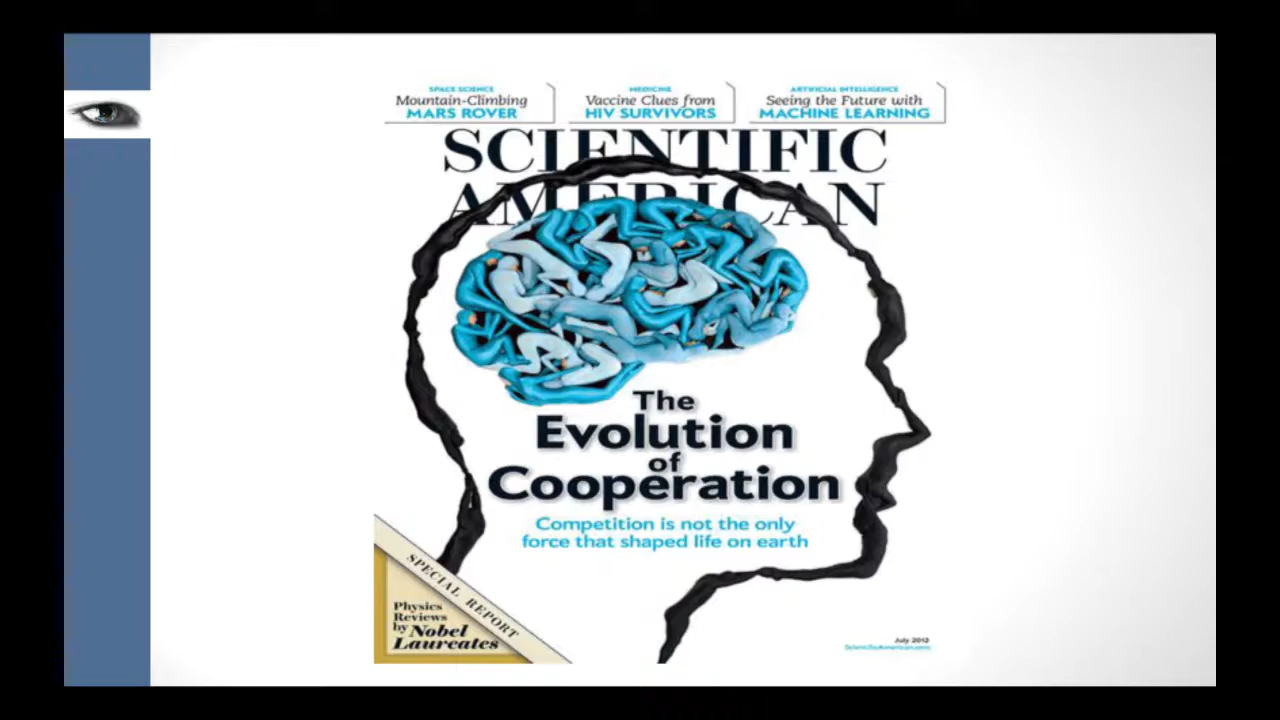 SPACE SCIENCE
Mountain-Climbing
MARS ROVER
MEDICINE
Vaccine Clues from
HIV SURVIVORS
ARTIFICIAL INTELLIGENCE
Seeing the Future with
MACHINE LEARNING
SCIENTIFIC
AMERICAN
The
Evolution
of
Cooperation
Competition is not the only
force that shaped life on earth
SPECIAL REPORT
Physics
Reviews
by Nobel
Laureates
July 2012
ScientificAmerican.com